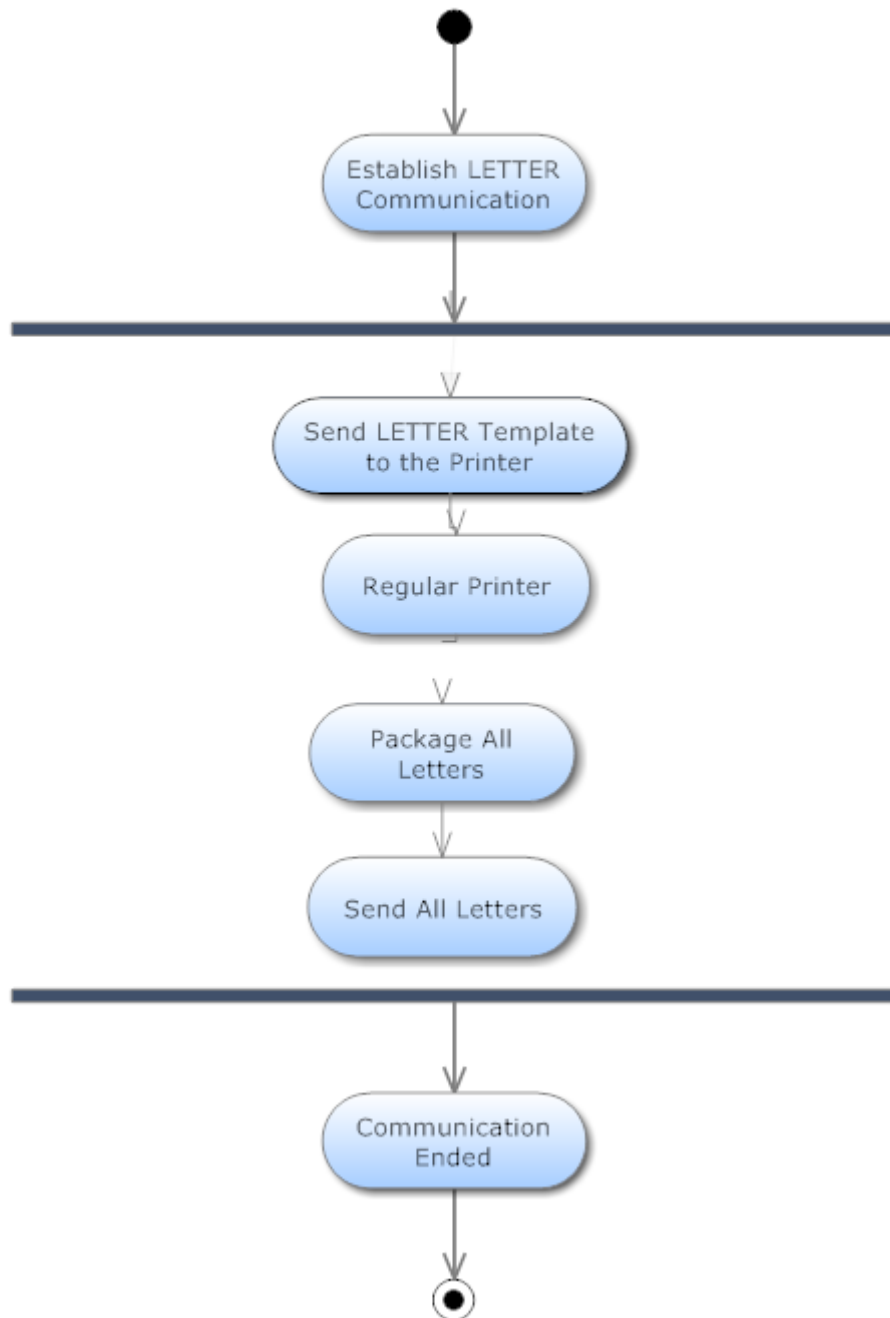 Establish LETTER
Communication
Send LETTER Template
to the Printer
Regular Printer
Package All
Letters
Send All Letters
Communication
Ended